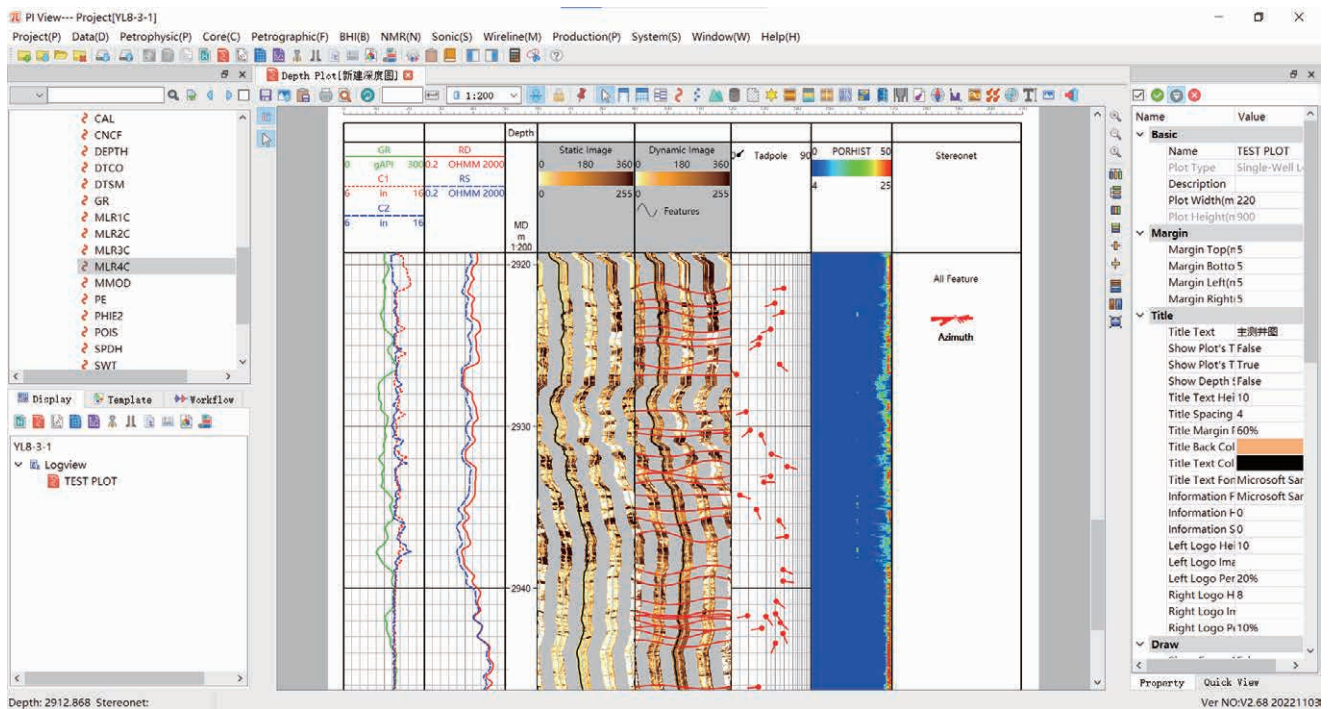 PI View--- Project[YL8-3-1]
Project(P) Data(D) Petrophysic(P) Core(C) Petrographic(F) BHI(B) NMR(N) Sonic(S) Wireline(M) Production(P) System(S) Window(W) Help(H)
Depth Plot[新建深度图]
1:200
CAL
CNCF
DEPTH
DTCO
DTSM
GR
MLR1C
MLR2C
MLR3C
MLR4C
MMOD
PE
PHIE2
POIS
SPDH
SWT
Display Template Workflow
YL8-3-1
Logview
TEST PLOT
GR
0 gAPI 300
C1
6 in 16
C2
6 in 16
RD
0.2 OHMM 2000
RS
0.2 OHMM 2000
Depth
MD
m
1:200
Static Image
0 180 360
0 255
Dynamic Image
0 180 360
0 255
Features
0 Tadpole 90
0 PORHIST 50
4 25
Stereonet
2920
2930
2940
All Feature
Azimuth
Name Value
Basic
Name TEST PLOT
Plot Type Single-Well L
Description
Plot Width(m 220
Plot Height(n 900
Margin
Margin Top(n 5
Margin Botto 5
Margin Left(n 5
Margin Right( 5
Title
Title Text 主测井图
Show Plot's T False
Show Plot's T True
Show Depth S False
Title Text Hei 10
Title Spacing 4
Title Margin F 60%
Title Back Col
Title Text Col
Title Text Fon Microsoft San
Information F Microsoft San
Information H 0
Information S 0
Left Logo Hei 10
Left Logo Ima
Left Logo Per 20%
Right Logo H 8
Right Logo Im
Right Logo P 10%
Draw
Property Quick View
Depth: 2912.868 Stereonet:
Ver NO:V2.68 20221103